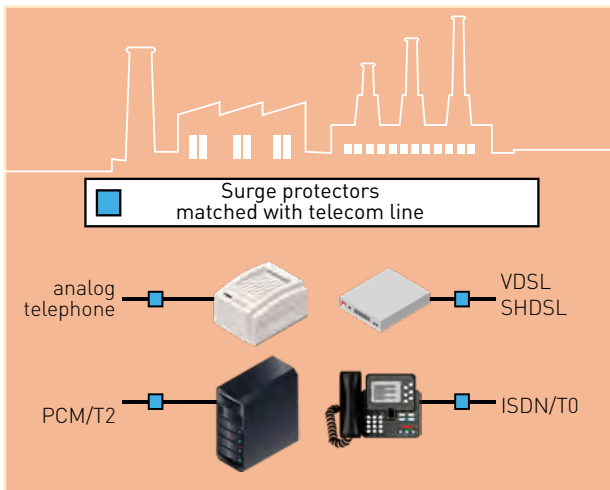 Surge protectors
matched with telecom line
analog
telephone
VDSL
SHDSL
PCM/T2
ISDN/T0